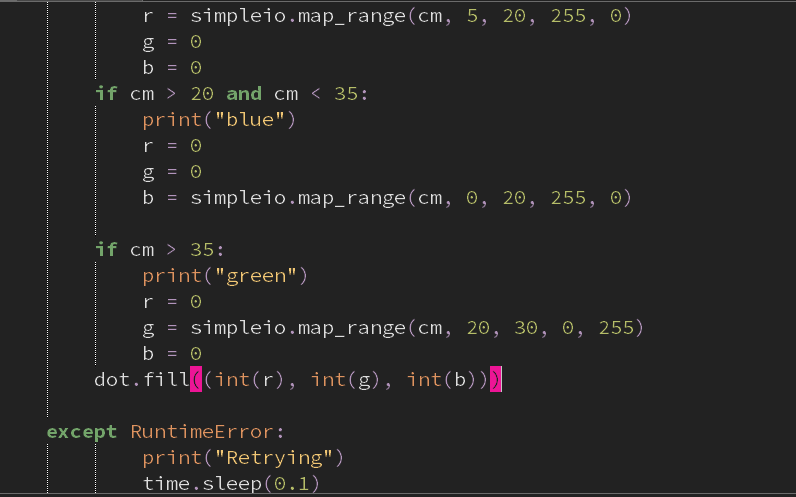 r = simpleio.map_range(cm, 5, 20, 255, 0)
g = 0
b = 0
if cm > 20 and cm < 35:
print("blue")
r = 0
g = 0
b = simpleio.map_range(cm, 0, 20, 255, 0)
if cm > 35:
print("green")
r = 0
g = simpleio.map_range(cm, 20, 30, 0, 255)
b = 0
dot.fill((int(r), int(g), int(b)))
except RuntimeError:
print("Retrying")
time.sleep(0.1)